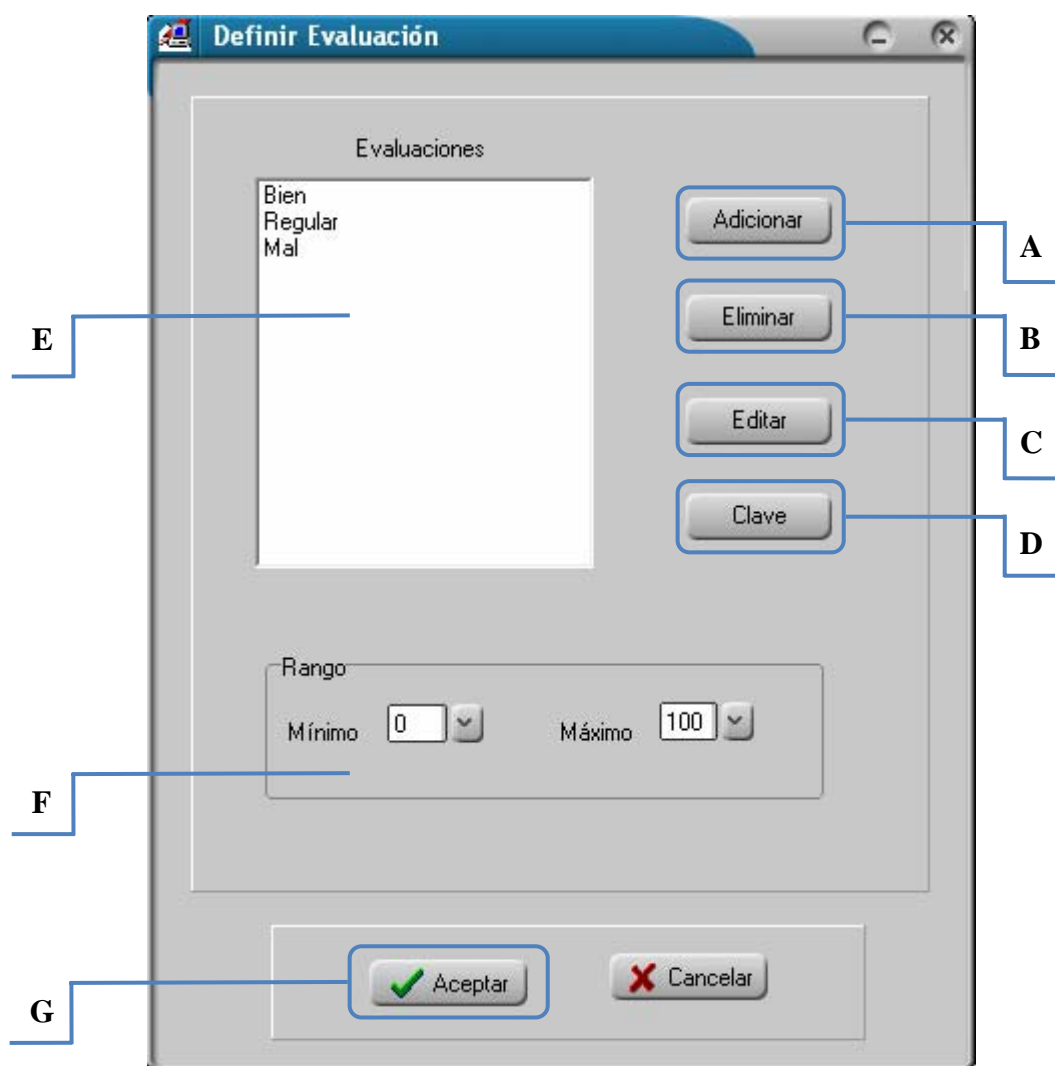 Definir Evaluación
Evaluaciones
Bien
Regular
Mal
Adicionar
A
Eliminar
B
E
Editar
C
Clave
D
Rango
Mínimo 0 Máximo 100
F
Aceptar Cancelar
G